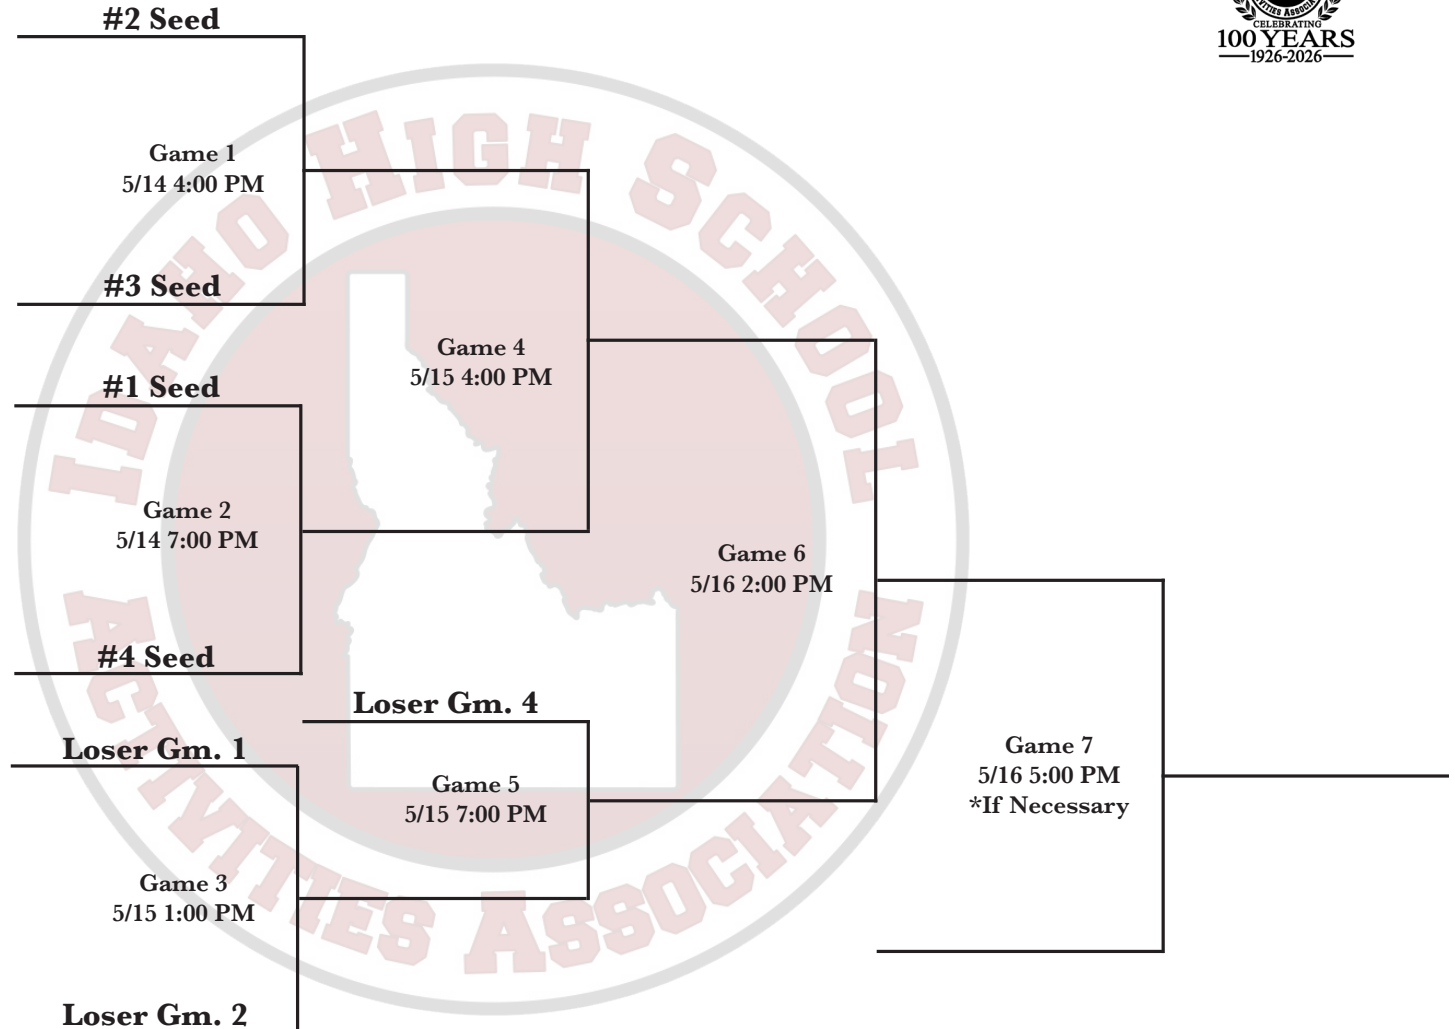 #2 Seed
VITIES ASSOCIA
CELEBRATING
100 YEARS
1926-2026
IDAHO HIGH SCHOOL
Game 1
5/14 4:00 PM
#3 Seed
Game 4
5/15 4:00 PM
#1 Seed
Game 2
5/14 7:00 PM
Game 6
5/16 2:00 PM
#4 Seed
Loser Gm. 4
Loser Gm. 1
Game 7
5/16 5:00 PM
*If Necessary
Game 5
5/15 7:00 PM
Game 3
5/15 1:00 PM
ACTIVITIES ASSOCIATION
Loser Gm. 2